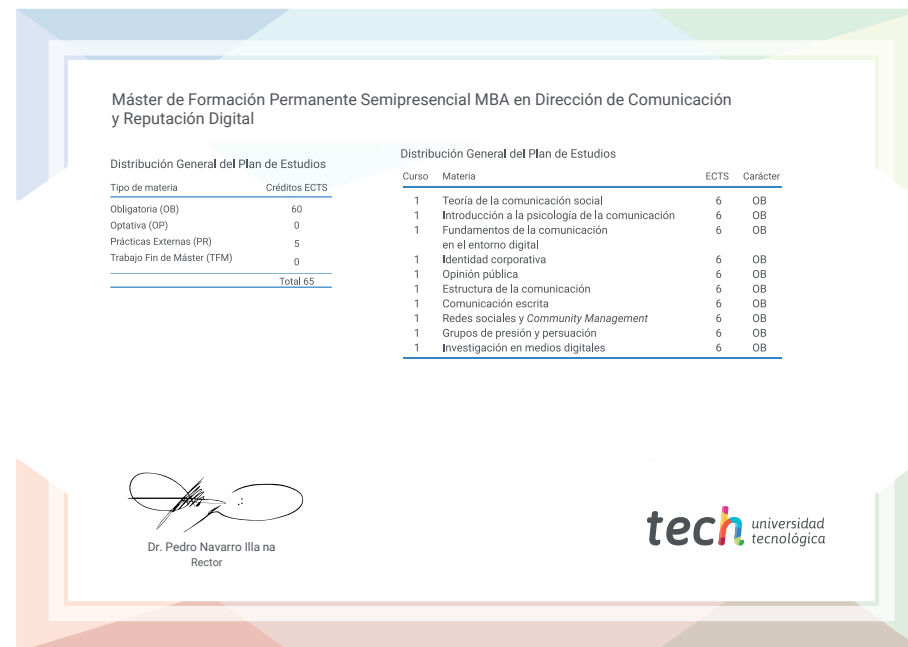 Máster de Formación Permanente Semipresencial MBA en Dirección de Comunicación
y Reputación Digital
Distribución General del Plan de Estudios
Tipo de materia Créditos ECTS
Obligatoria (OB) 60
Optativa (OP) 0
Prácticas Externas (PR) 5
Trabajo Fin de Máster (TFM) 0
Total 65
Distribución General del Plan de Estudios
Curso Materia ECTS Carácter
1 Teoría de la comunicación social 6 OB
1 Introducción a la psicología de la comunicación 6 OB
1 Fundamentos de la comunicación 6 OB
en el entorno digital
1 Identidad corporativa 6 OB
1 Opinión pública 6 OB
1 Estructura de la comunicación 6 OB
1 Comunicación escrita 6 OB
1 Redes sociales y Community Management 6 OB
1 Grupos de presión y persuación 6 OB
1 Investigación en medios digitales 6 OB
Dr. Pedro Navarro Illa na
Rector
tech universidad
tecnológica